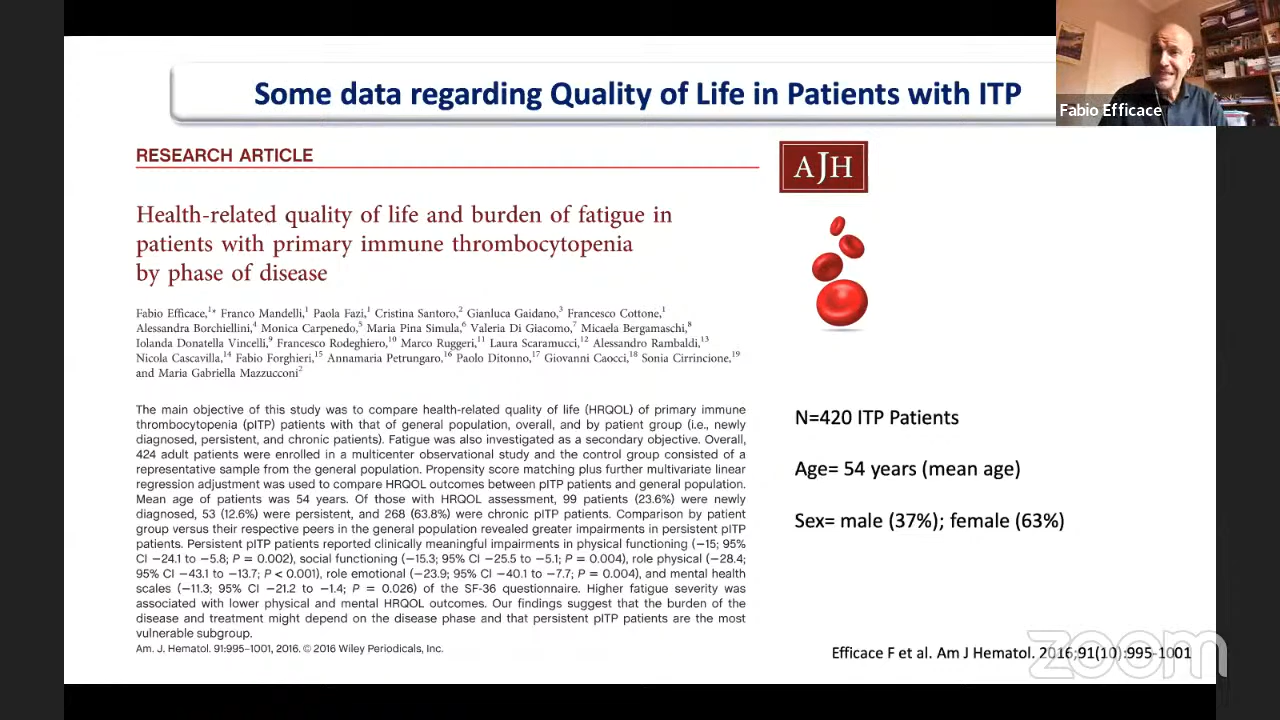 Some data regarding Quality of Life in Patients with ITP
Fabio Efficace
RESEARCH ARTICLE
AJH
Health-related quality of life and burden of fatigue in
patients with primary immune thrombocytopenia
by phase of disease
Fabio Efficace,1* Franco Mandelli,1 Paola Fazi,1 Cristina Santoro,2 Gianluca Gaidano,3 Francesco Cottone,1
Alessandra Borchiellini,4 Monica Carpenedo,5 Maria Pina Simula,6 Valeria Di Giacomo,7 Micaela Bergamaschi,8
Iolanda Donatella Vincelli,9 Francesco Rodeghiero,10 Marco Ruggeri,11 Laura Scaramucci,12 Alessandro Rambaldi,13
Nicola Cascavilla,14 Fabio Forghieri,15 Annamaria Petrungaro,16 Paolo Ditonno,17 Giovanni Caocci,18 Sonia Cirrincione,19
and Maria Gabriella Mazzucconi2
The main objective of this study was to compare health-related quality of life (HRQOL) of primary immune
thrombocytopenia (pITP) patients with that of general population, overall, and by patient group (i.e., newly
diagnosed, persistent, and chronic patients). Fatigue was also investigated as a secondary objective. Overall,
424 adult patients were enrolled in a multicenter observational study and the control group consisted of a
representative sample from the general population. Propensity score matching plus further multivariate linear
regression adjustment was used to compare HRQOL outcomes between pITP patients and general population.
Mean age of patients was 54 years. Of those with HRQOL assessment, 99 patients (23.6%) were newly
diagnosed, 53 (12.6%) were persistent, and 268 (63.8%) were chronic pITP patients. Comparison by patient
group versus their respective peers in the general population revealed greater impairments in persistent pITP
patients. Persistent pITP patients reported clinically meaningful impairments in physical functioning (−15; 95%
CI −24.1 to −5.8; P = 0.002), social functioning (−15.3; 95% CI −25.5 to −5.1; P = 0.004), role physical (−28.4;
95% CI −43.1 to −13.7; P < 0.001), role emotional (−23.9; 95% CI −40.1 to −7.7; P = 0.004), and mental health
scales (−11.3; 95% CI −21.2 to −1.4; P = 0.026) of the SF-36 questionnaire. Higher fatigue severity was
associated with lower physical and mental HRQOL outcomes. Our findings suggest that the burden of the
disease and treatment might depend on the disease phase and that persistent pITP patients are the most
vulnerable subgroup.
Am. J. Hematol. 91:995–1001, 2016. © 2016 Wiley Periodicals, Inc.
N=420 ITP Patients
Age= 54 years (mean age)
Sex= male (37%); female (63%)
Efficace F et al. Am J Hematol. 2016;91(10):995-1001
zoom